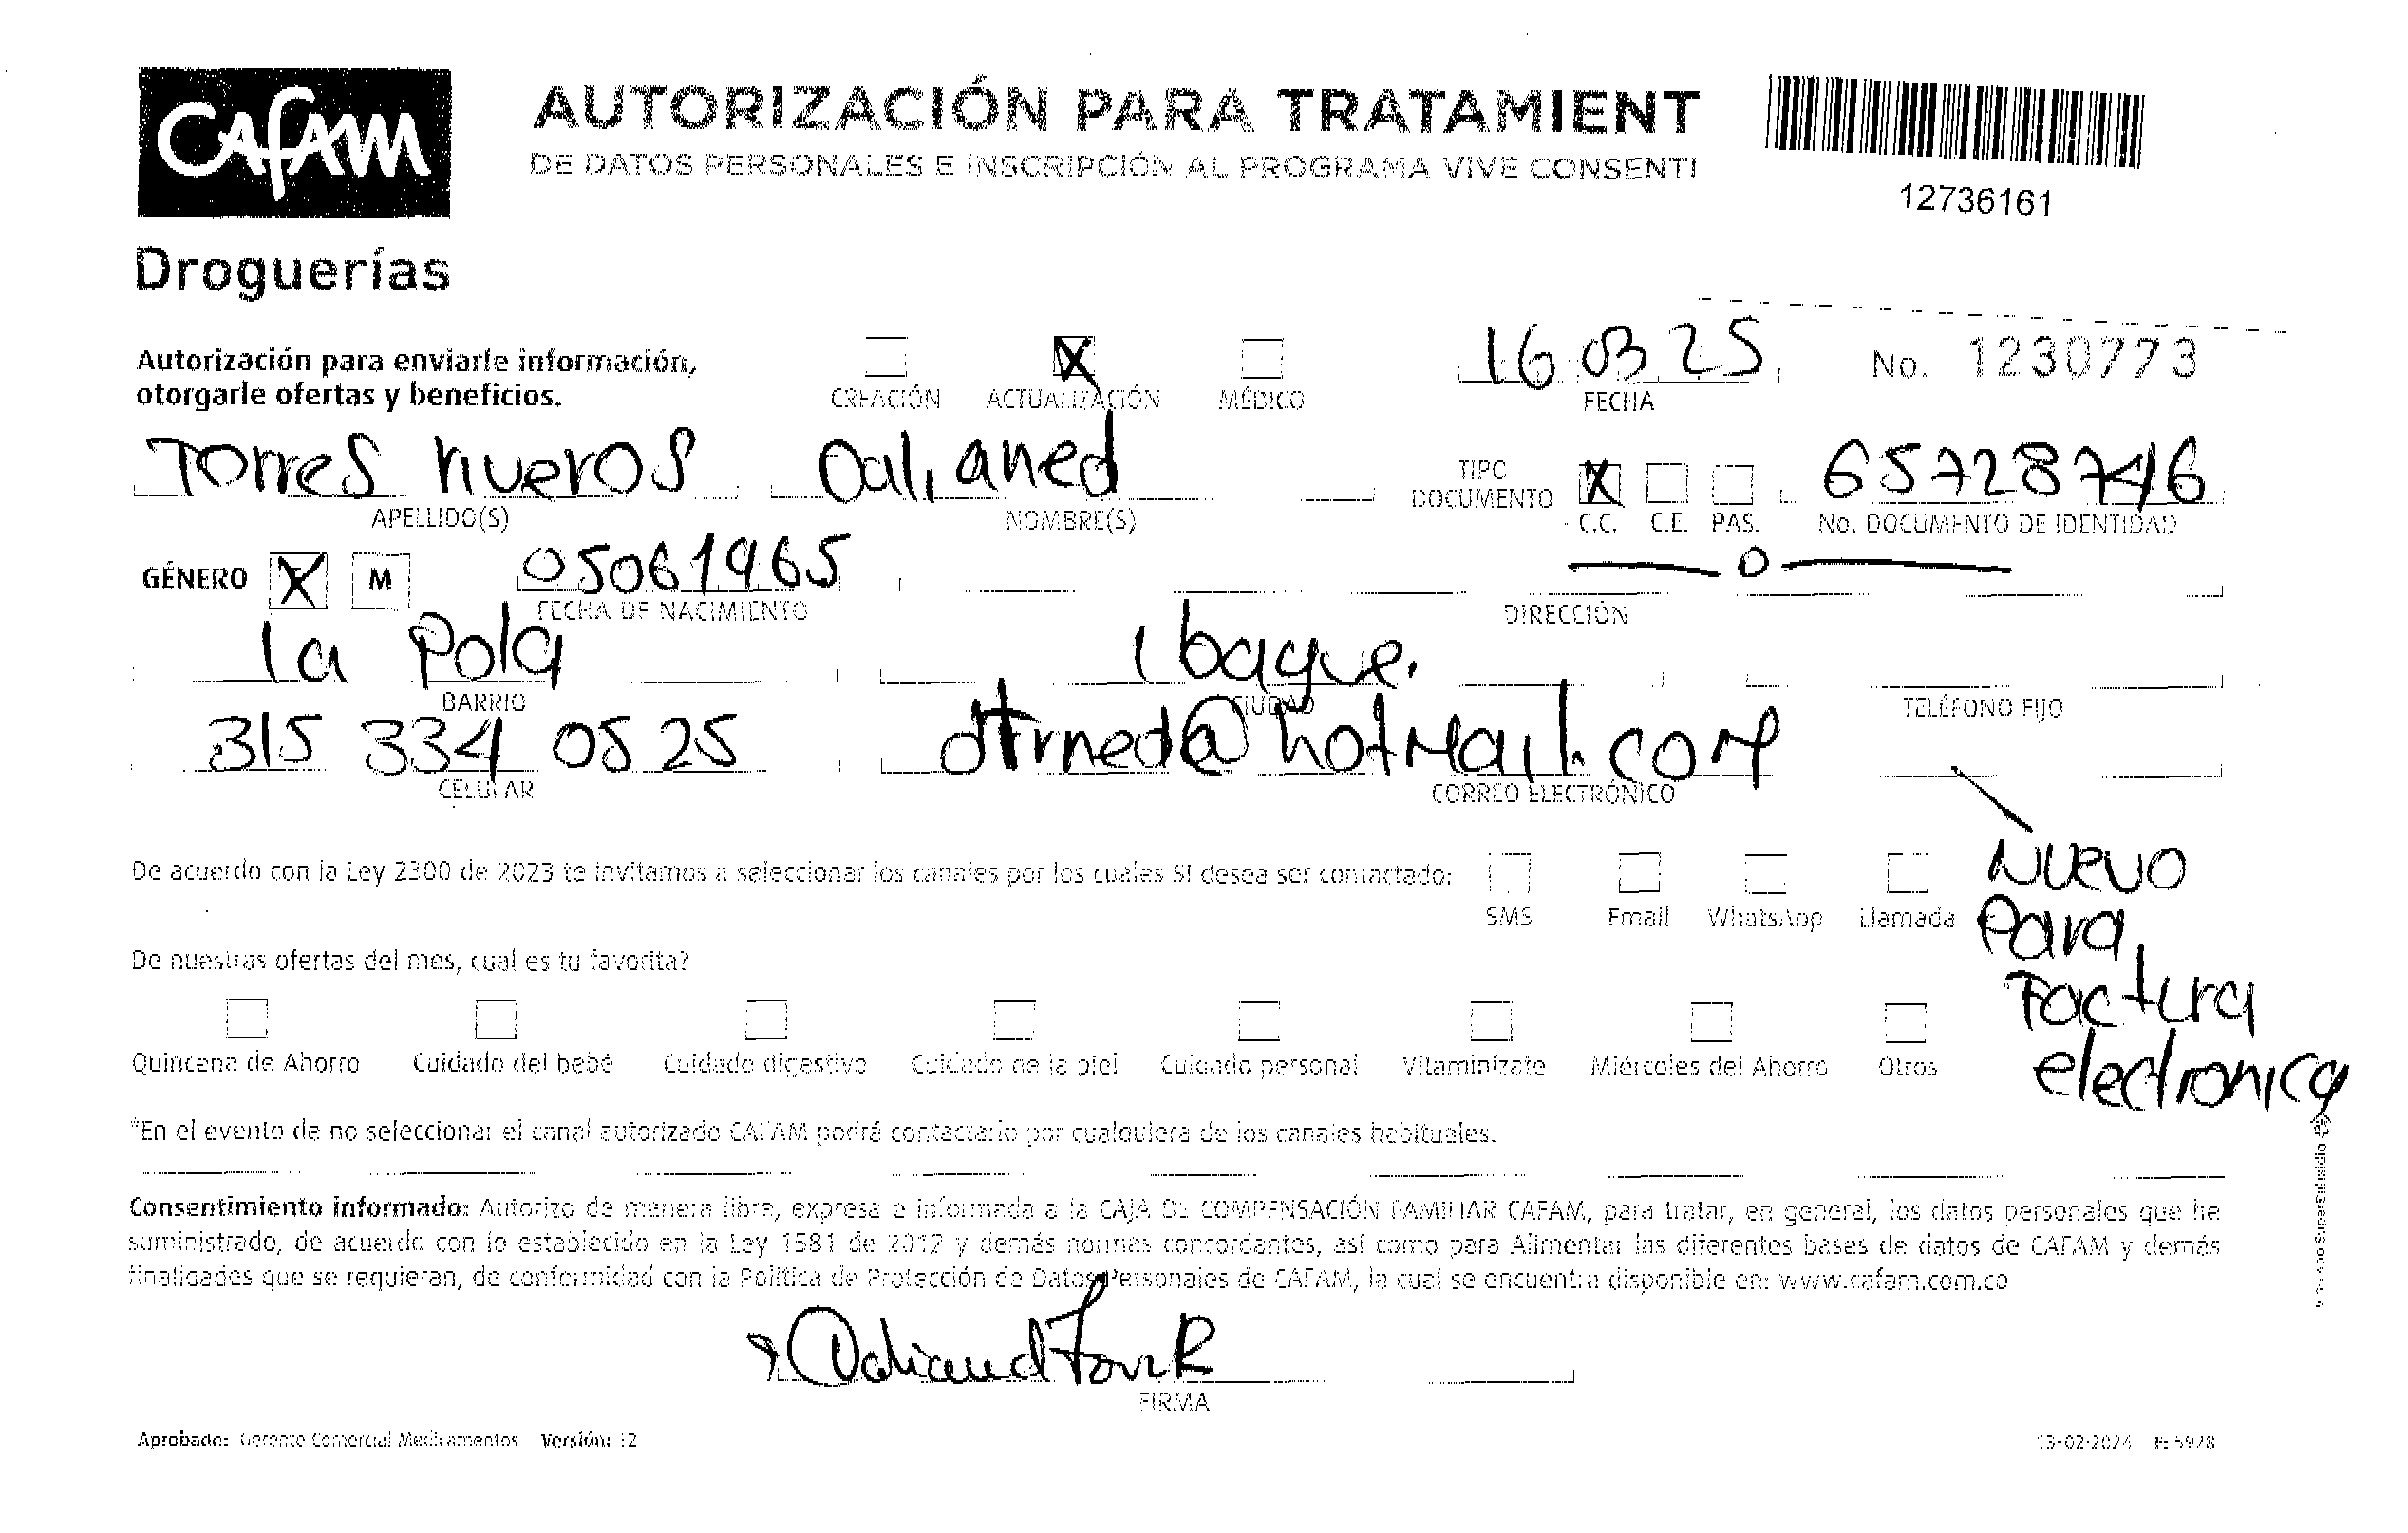 CAFAM
Droguerías
AUTORIZACIÓN PARA TRATAMIENT
DE DATOS PERSONALES E INSCRIPCIÓN AL PROGRAMA VIVE CONSENTI
12736161
Autorización para enviarle información,
otorgarle ofertas y beneficios.
X
CREACIÓN ACTUALIZACIÓN MÉDICO
16 03 25
FECHA
No. 1230773
Torres nueros Oalianed
APELLIDO(S) NOMBRE(S)
TIPO
DOCUMENTO
X
C.C. C.E. PAS.
65728746
No. DOCUMENTO DE IDENTIDAD
GÉNERO X M 05061965 —0—
FECHA DE NACIMIENTO DIRECCIÓN
la Pola Ibague.
BARRIO CIUDAD TELÉFONO FIJO
315 334 0525 dtrned@hotmail.com
CELULAR CORREO ELECTRÓNICO
Nuevo
Para
Factura
electronica
De acuerdo con la Ley 2300 de 2023 te invitamos a seleccionar los canales por los cuales SI desea ser contactado:
SMS Email WhatsApp Llamada
De nuestras ofertas del mes, cual es tu favorita?
Quincena de Ahorro Cuidado del bebé Cuidado digestivo Cuidado de la piel Cuidado personal Vitaminízate Miércoles del Ahorro Otros
*En el evento de no seleccionar el canal autorizado CAFAM podrá contactarlo por cualquiera de los canales habituales.
Consentimiento informado: Autorizo de manera libre, expresa e informada a la CAJA DE COMPENSACIÓN FAMILIAR CAFAM, para tratar, en general, los datos personales que he
suministrado, de acuerdo con lo establecido en la Ley 1581 de 2012 y demás normas concordantes, así como para Alimentar las diferentes bases de datos de CAFAM y demás
finalidades que se requieran, de conformidad con la Política de Protección de Datos Personales de CAFAM, la cual se encuentra disponible en: www.cafam.com.co
FIRMA
Aprobado: Gerente Comercial Medicamentos Versión: 12
13-02-2024 F: 5928